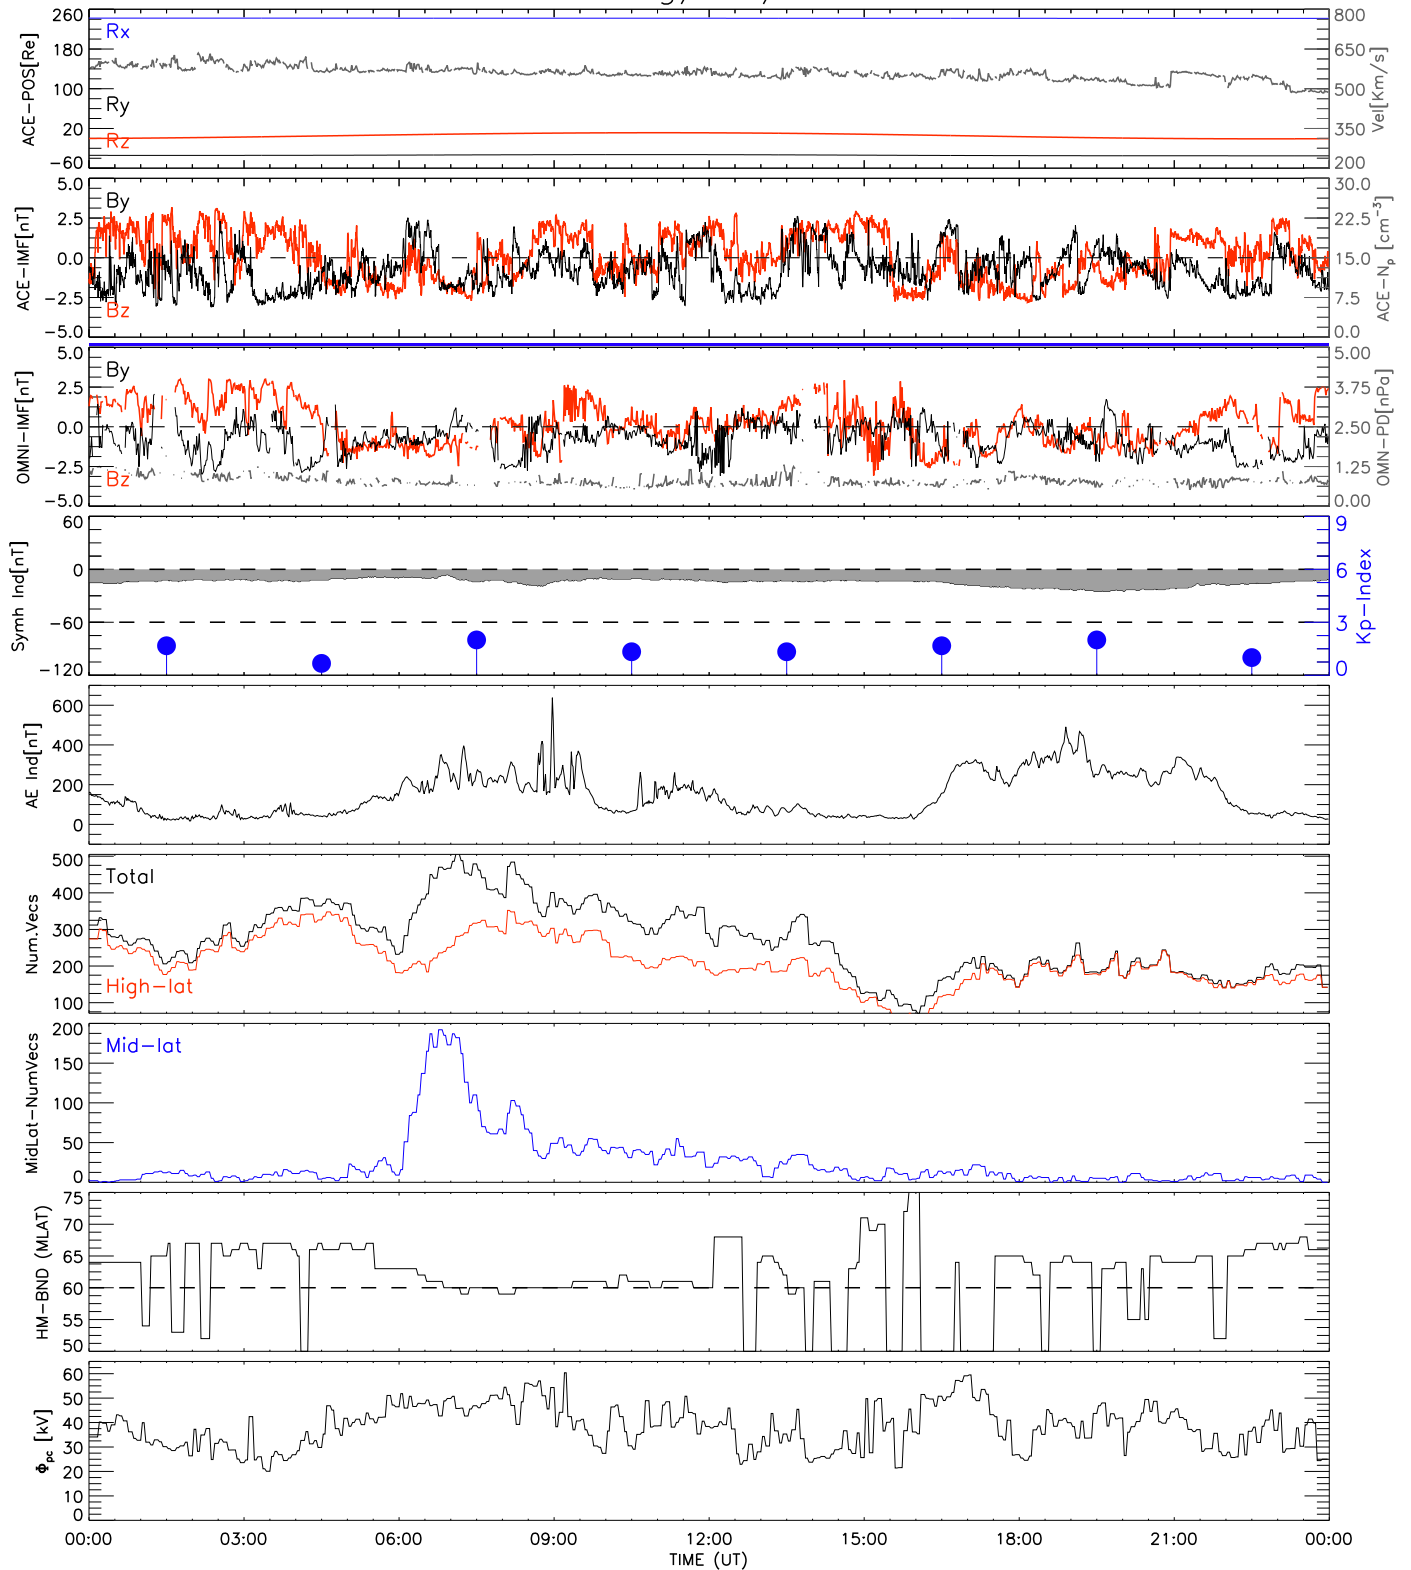 260
180
100
20
−60
ACE−POS[Re]
Rx
Ry
Rz
800
650
500
350
200
Vel[Km/s]
5.0
2.5
0.0
−2.5
−5.0
ACE−IMF[nT]
By
Bz
30.0
22.5
15.0
7.5
0.0
ACE−Np [cm−3]
5.0
2.5
0.0
−2.5
−5.0
OMNI−IMF[nT]
By
Bz
5.00
3.75
2.50
1.25
0.00
OMN−PD[nPa]
60
0
−60
−120
Symh Ind[nT]
9
6
3
0
Kp−Index
600
400
200
0
AE Ind[nT]
500
400
300
200
100
Num.Vecs
Total
High−lat
200
150
100
50
0
MidLat−NumVecs
Mid−lat
75
70
65
60
55
50
HM−BND (MLAT)
60
50
40
30
20
10
0
Φpc [kV]
00:00 03:00 06:00 09:00 12:00 15:00 18:00 21:00 00:00
TIME (UT)